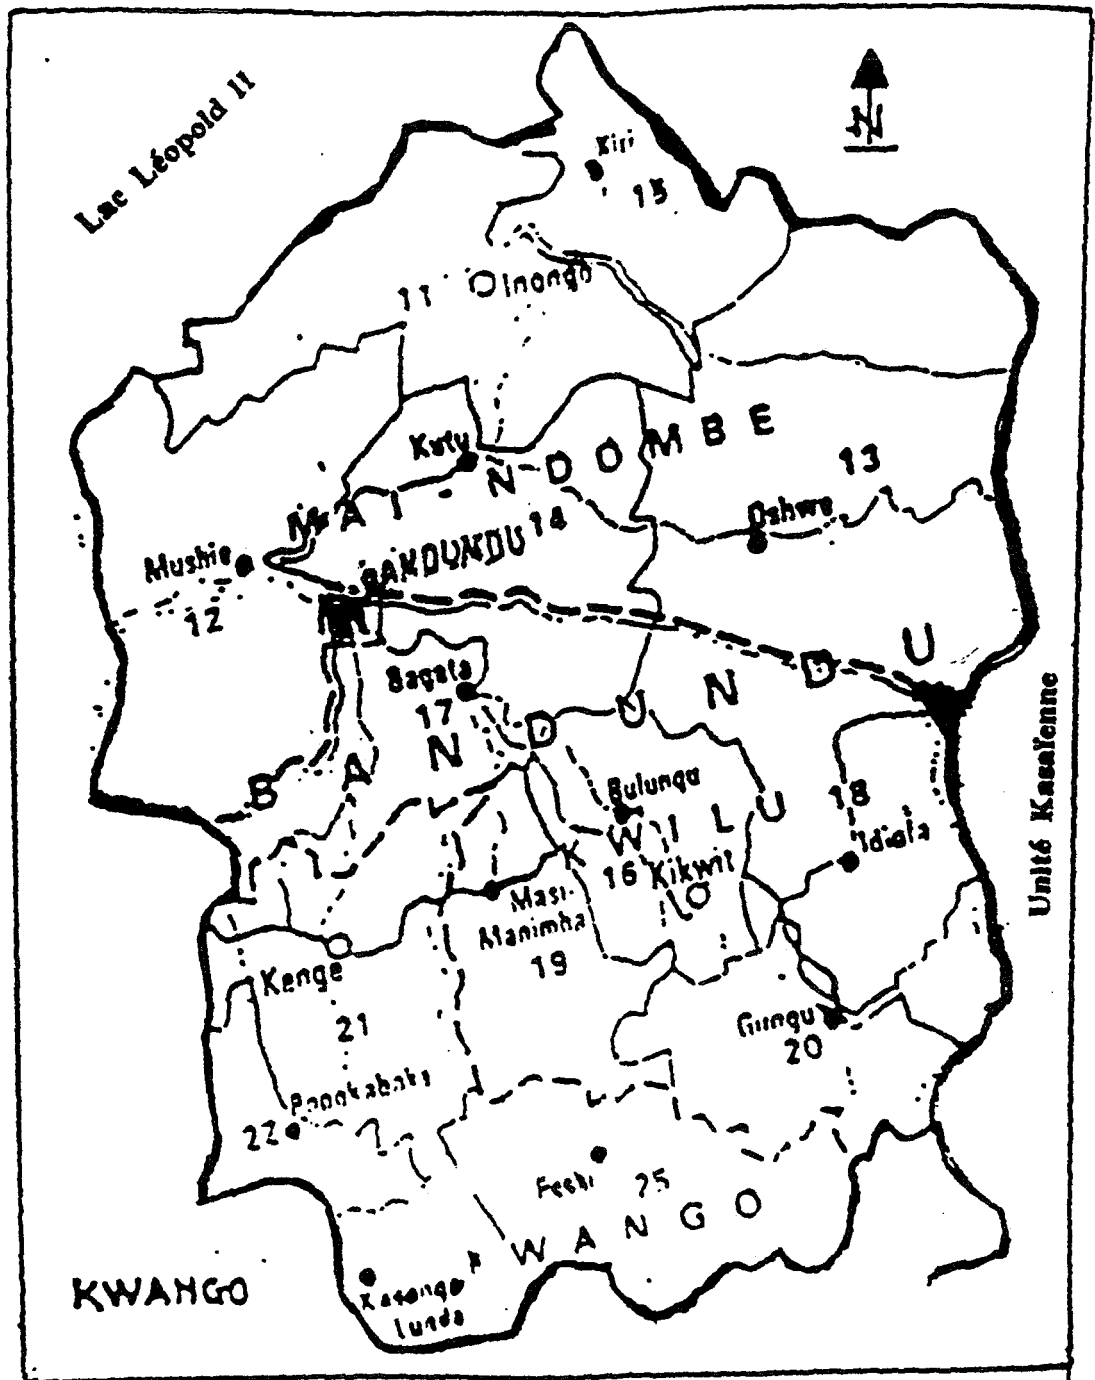 Lac Léopold II
N
Kiri
15
11
Inongo
MAI NDOMBE
Kutu
13
Oshwe
14
BANDUNDU
Mushie
12
Bagata
17
BANDUNDU
Bulungu
18
Idiofa
KWILU
16
Kikwit
Masi-
Manimba
19
Kenge
21
Gungu
20
Unité Kasaïenne
Popokabaka
22
Feshi
25
KWANGO
Kasongo
lunda
KWANGO